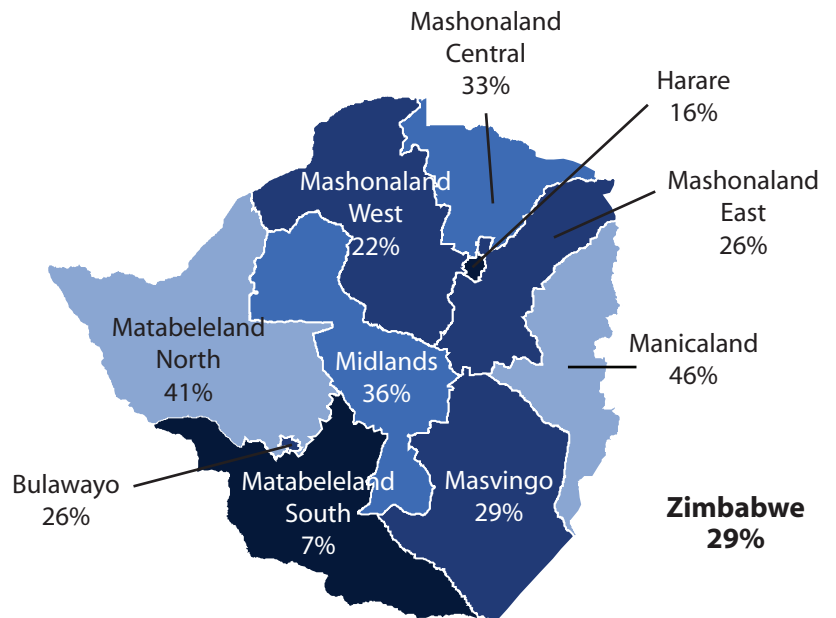 Mashonaland
Central
33%
Harare
16%
Mashonaland
West
22%
Mashonaland
East
26%
Matabeleland
North
41%
Midlands
36%
Manicaland
46%
Bulawayo
26%
Matabeleland
South
7%
Masvingo
29%
Zimbabwe
29%